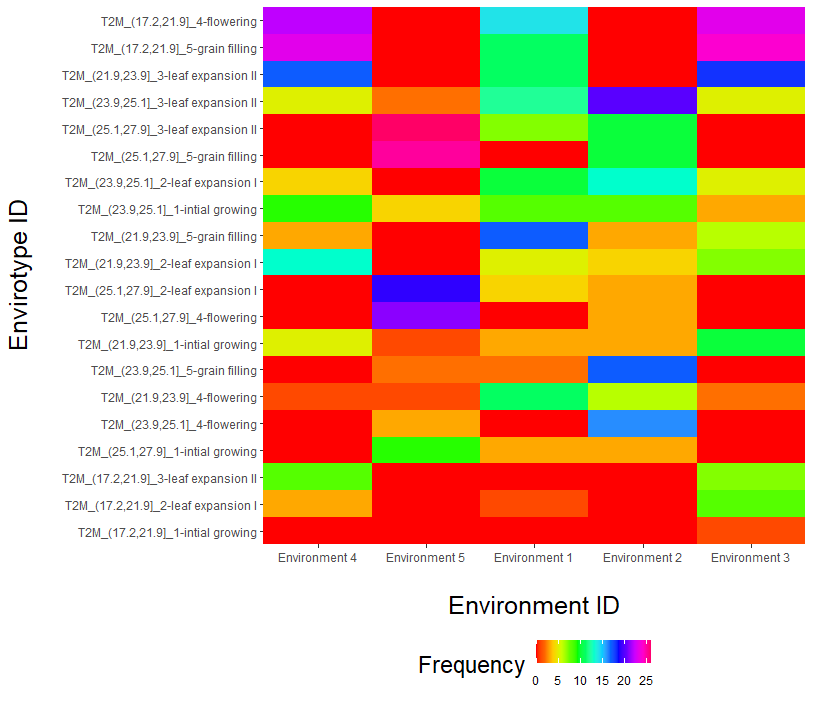 T2M_(17.2,21.9]_4-flowering
T2M_(17.2,21.9]_5-grain filling
T2M_(21.9,23.9]_3-leaf expansion II
T2M_(23.9,25.1]_3-leaf expansion II
T2M_(25.1,27.9]_3-leaf expansion II
T2M_(25.1,27.9]_5-grain filling
T2M_(23.9,25.1]_2-leaf expansion I
T2M_(23.9,25.1]_1-intial growing
T2M_(21.9,23.9]_5-grain filling
T2M_(21.9,23.9]_2-leaf expansion I
T2M_(25.1,27.9]_2-leaf expansion I
T2M_(25.1,27.9]_4-flowering
T2M_(21.9,23.9]_1-intial growing
T2M_(23.9,25.1]_5-grain filling
T2M_(21.9,23.9]_4-flowering
T2M_(23.9,25.1]_4-flowering
T2M_(25.1,27.9]_1-intial growing
T2M_(17.2,21.9]_3-leaf expansion II
T2M_(17.2,21.9]_2-leaf expansion I
T2M_(17.2,21.9]_1-intial growing
Envirotype ID
Environment 4 Environment 5 Environment 1 Environment 2 Environment 3
Environment ID
Frequency
0 5 10 15 20 25